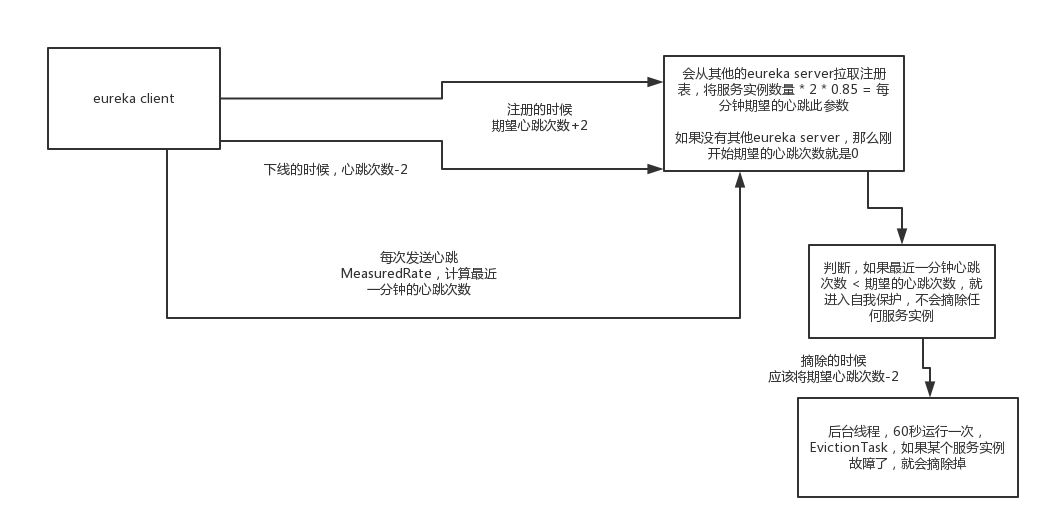 eureka client
会从其他的eureka server拉取注册
表，将服务实例数量 * 2 * 0.85 = 每
分钟期望的心跳此参数
如果没有其他eureka server，那么刚
开始期望的心跳次数就是0
注册的时候
期望心跳次数+2
下线的时候，心跳次数-2
每次发送心跳
MeasuredRate，计算最近
一分钟的心跳次数
判断，如果最近一分钟心跳
次数 < 期望的心跳次数，就
进入自我保护，不会摘除任
何服务实例
摘除的时候
应该将期望心跳次数-2
后台线程，60秒运行一次，
EvictionTask，如果某个服务实例
故障了，就会摘除掉